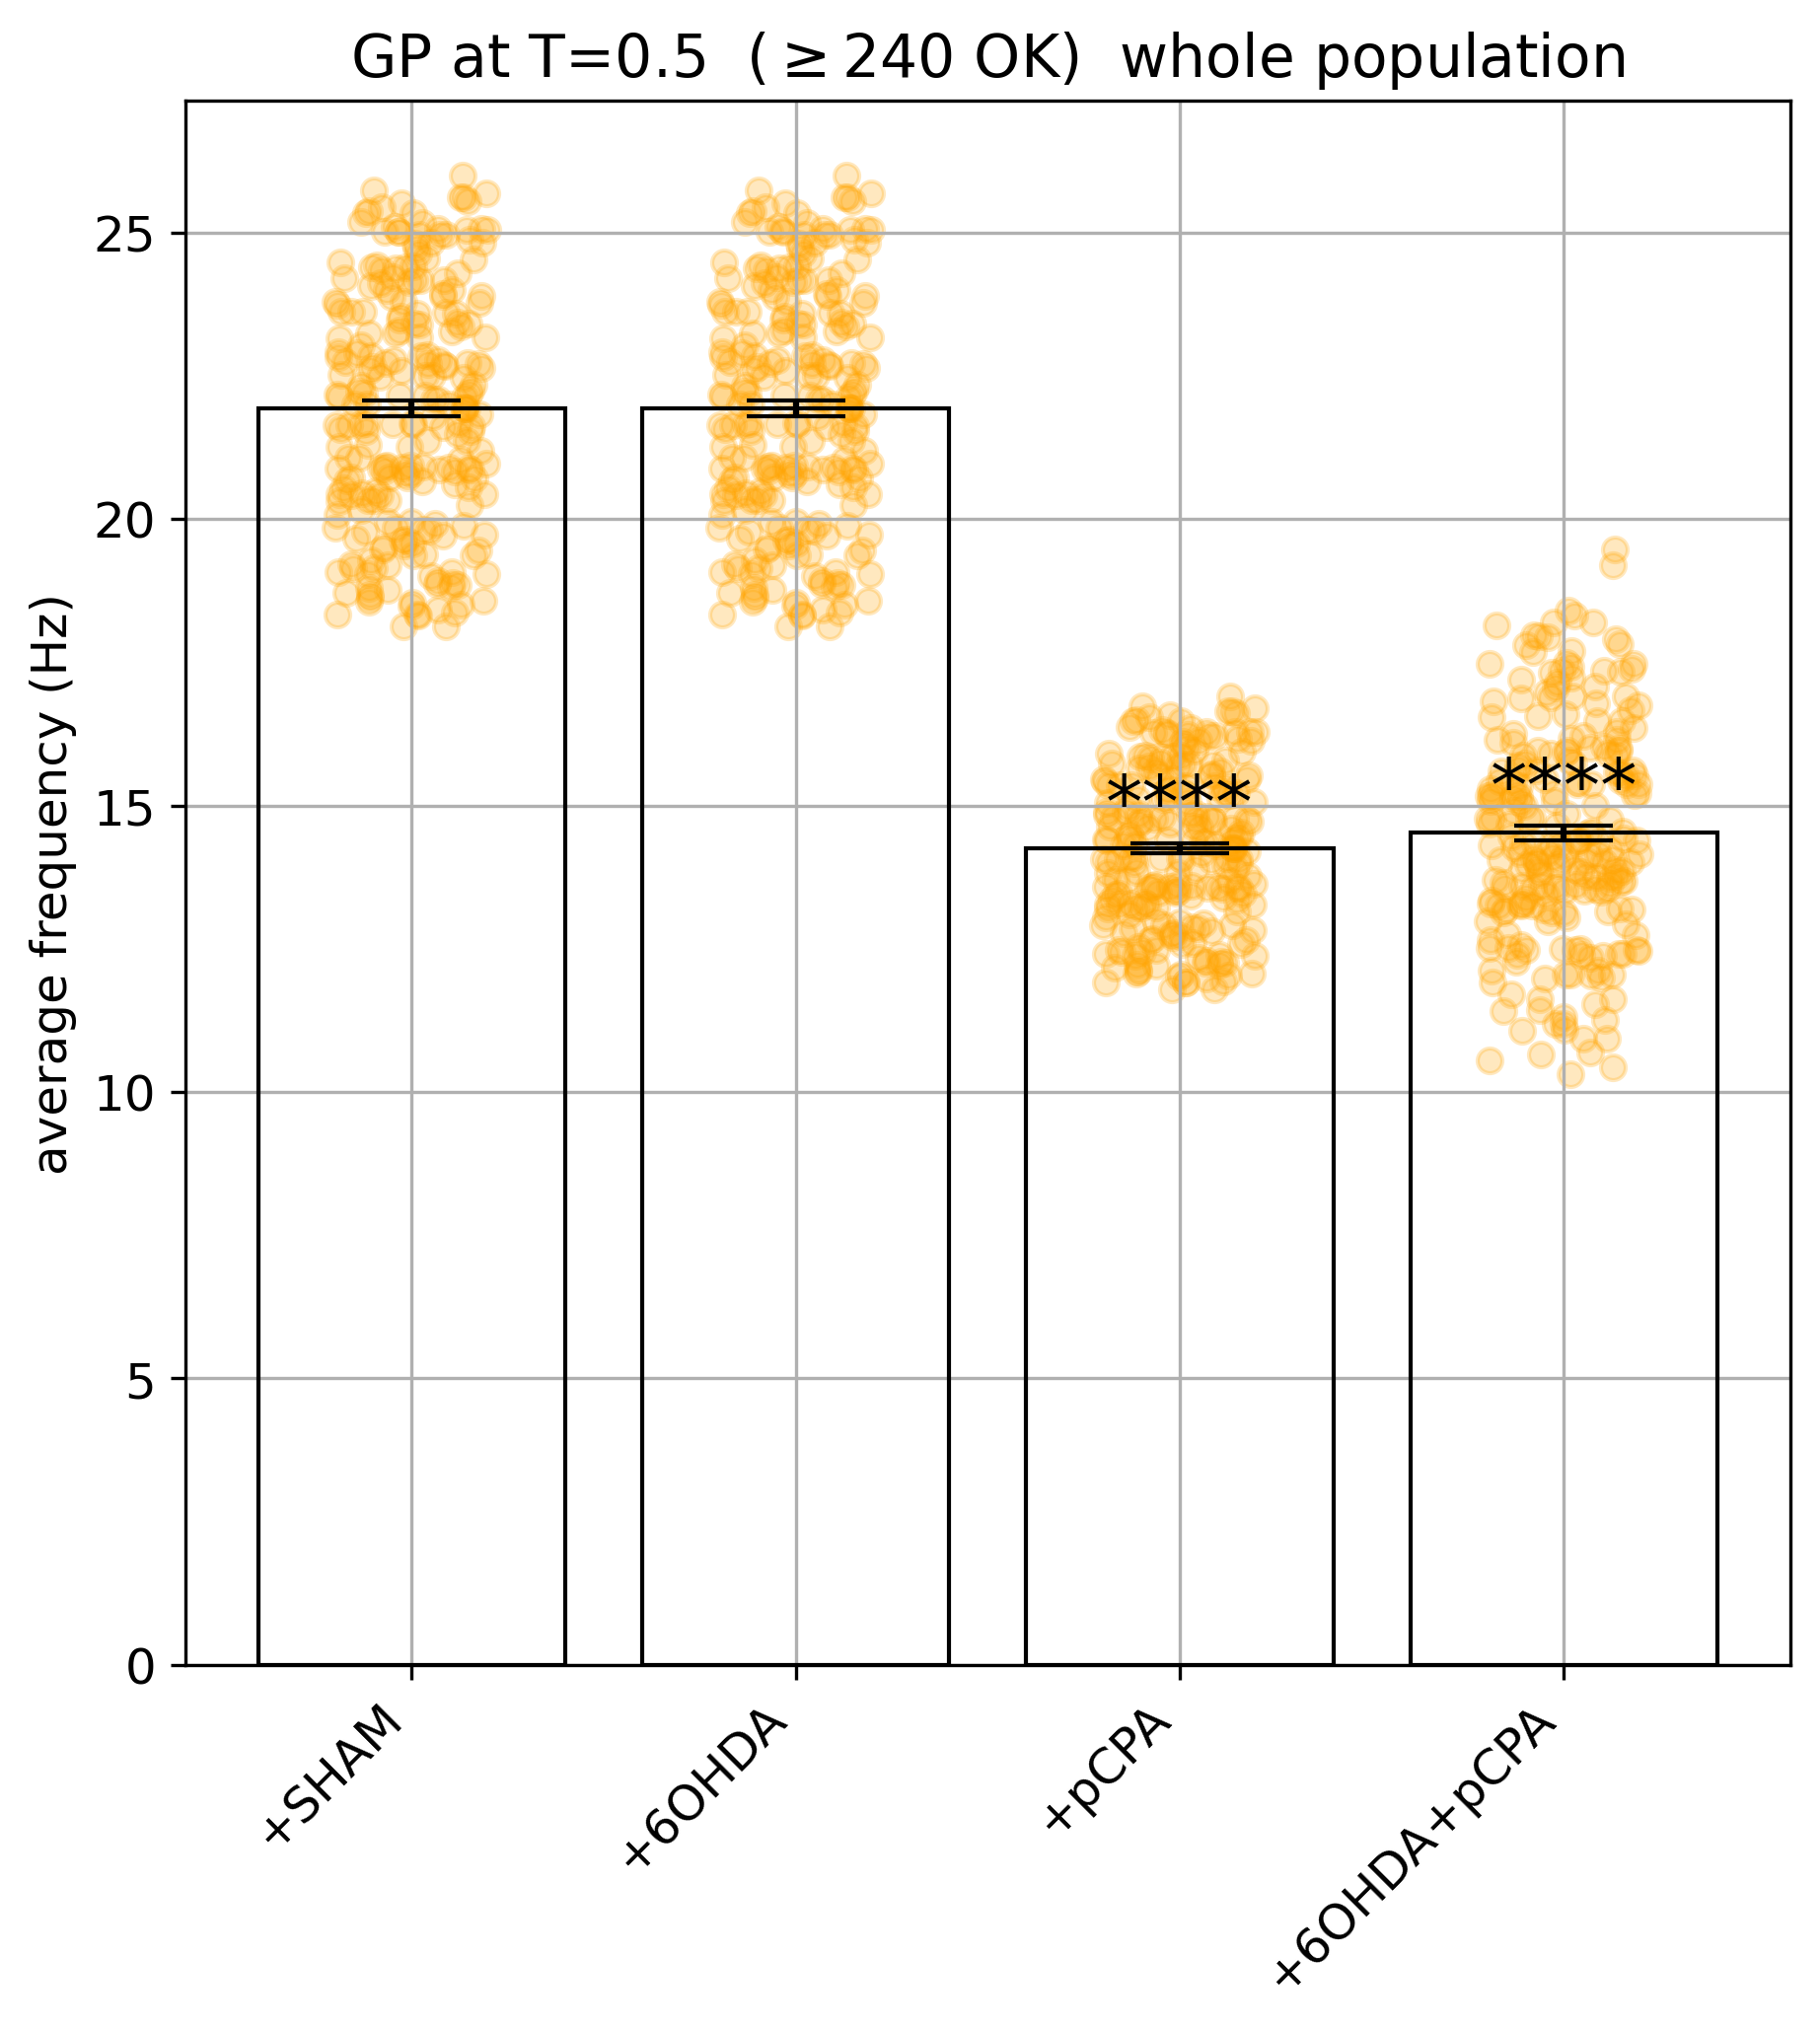 GP at T=0.5 (≥240 OK) whole population
average frequency (Hz)
25
20
15
10
5
0
****
****
+SHAM
+6OHDA
+pCPA
+6OHDA+pCPA